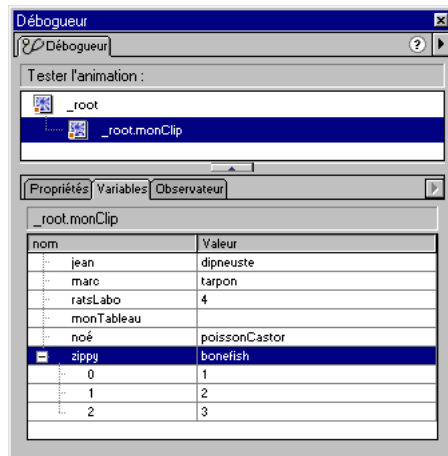 Débogueur
Débogueur ?
Tester l'animation :
_root
_root.monClip
Propriétés Variables Observateur
_root.monClip
nom Valeur
jean dipneuste
marc tarpon
ratsLabo 4
monTableau
noé poissonCastor
zippy bonefish
0 1
1 2
2 3